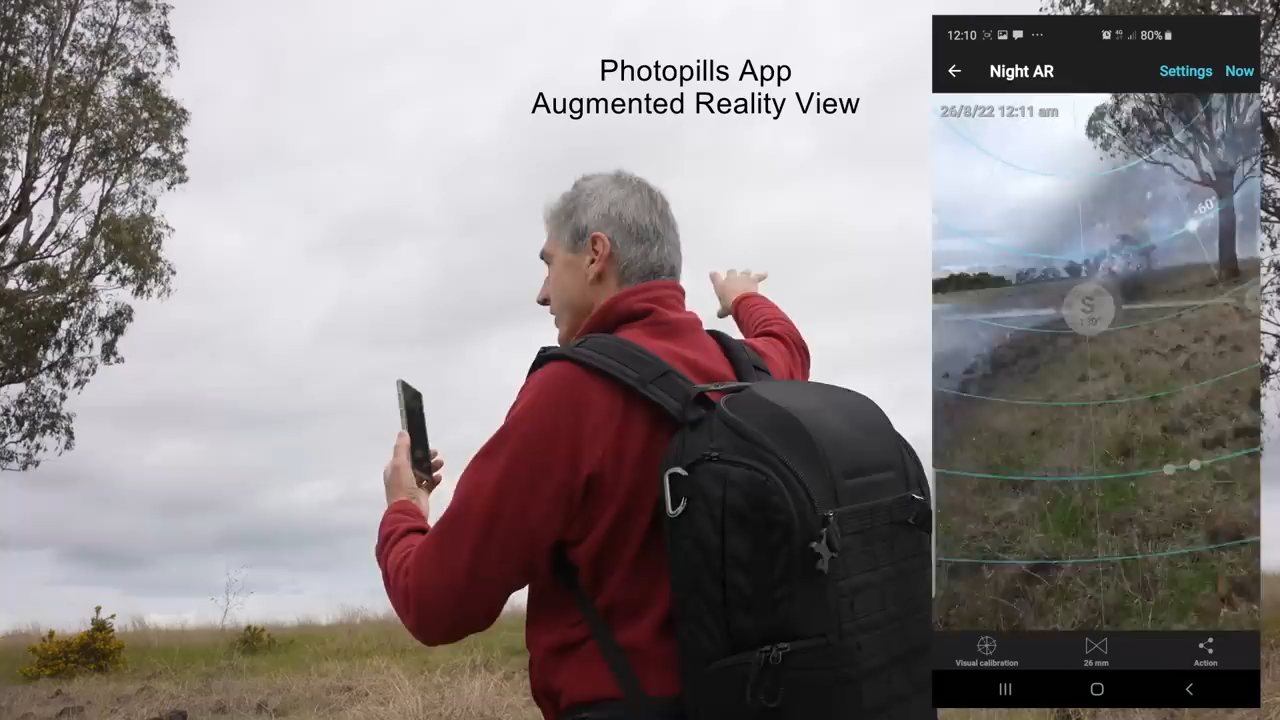 Photopills App
Augmented Reality View
12:10
4G
80%
Night AR
Settings
Now
26/8/22 12:11 am
-60°
S
Visual calibration
26 mm
Action